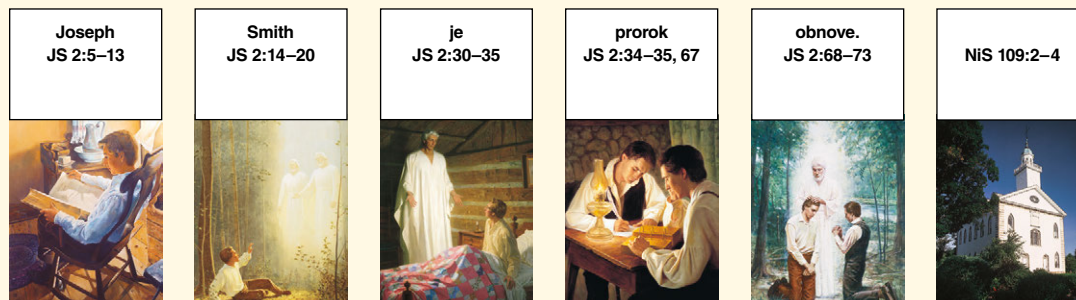 Joseph
JS 2:5–13
Smith
JS 2:14–20
je
JS 2:30–35
prorok
JS 2:34–35, 67
obnove.
JS 2:68–73
NiS 109:2–4